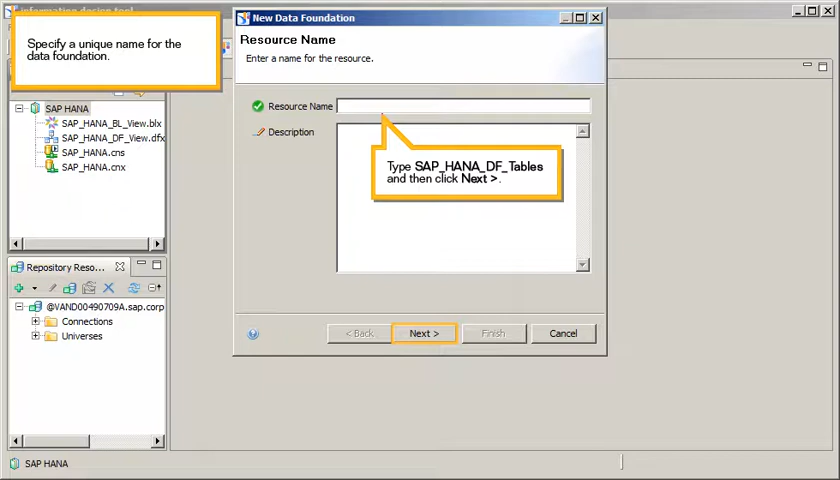 information design tool
New Data Foundation
Specify a unique name for the
data foundation.
Resource Name
Enter a name for the resource.
Resource Name
Description
Type SAP_HANA_DF_Tables
and then click Next >.
SAP HANA
SAP_HANA_BL_View.blx
SAP_HANA_DF_View.dfx
SAP_HANA.cns
SAP_HANA.cnx
Repository Reso...
@VAND00490709A.sap.corp
Connections
Universes
< Back
Next >
Finish
Cancel
SAP HANA